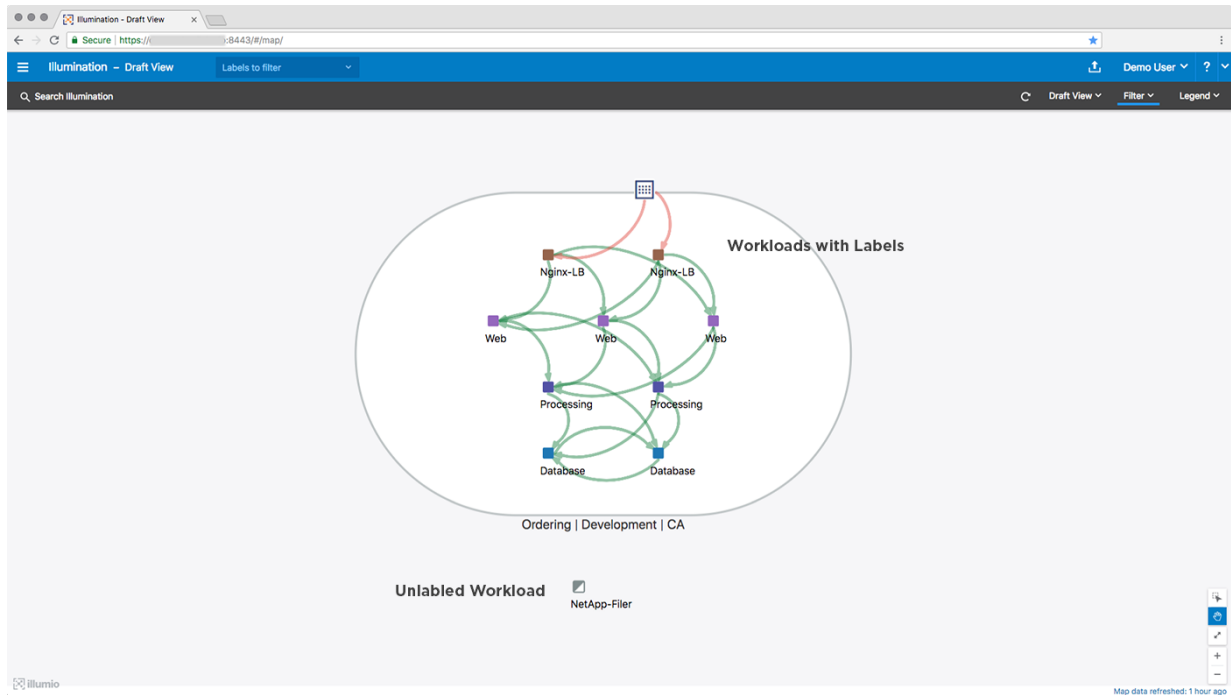 Illumination - Draft View
Secure | https:// :8443/#/map/
Illumination – Draft View
Labels to filter
Demo User
?
Search Illumination
Draft View
Filter
Legend
Workloads with Labels
Nginx-LB
Nginx-LB
Web
Web
Web
Processing
Processing
Database
Database
Ordering | Development | CA
Unlabled Workload
NetApp-Filer
illumio
Map data refreshed: 1 hour ago